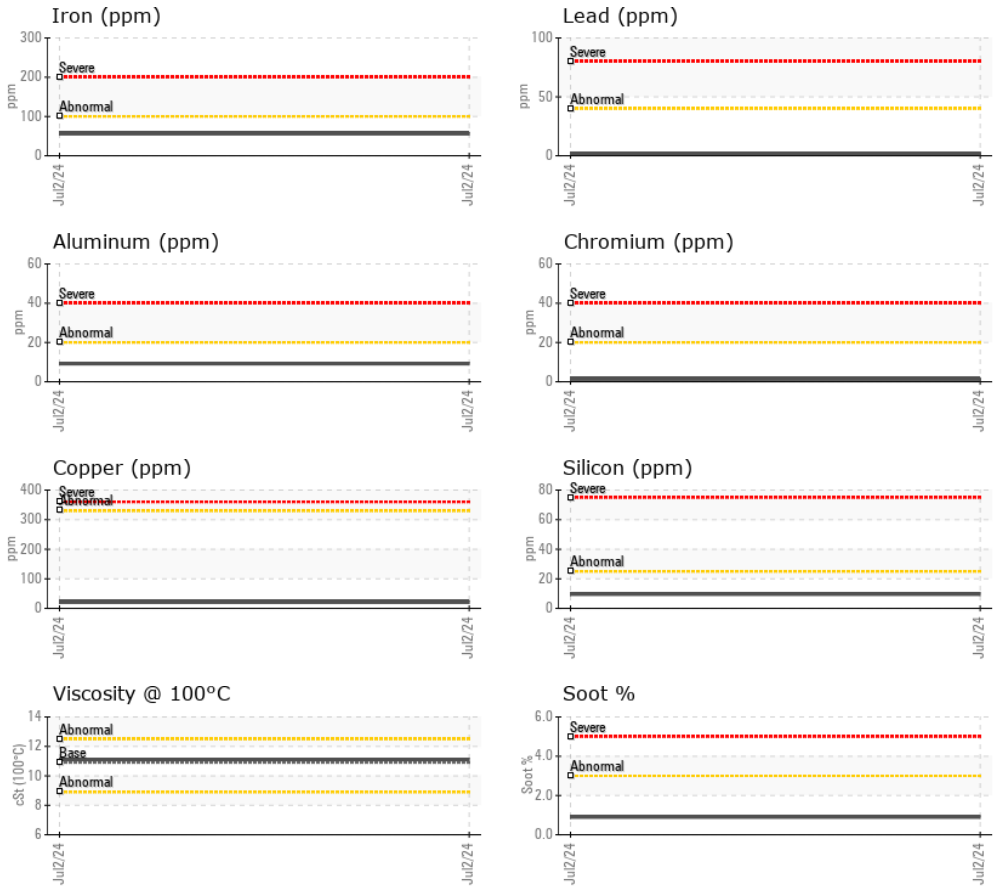 Iron (ppm)
300
200
100
0
ppm
Severe
Abnormal
Jul2/24
Jul2/24
Lead (ppm)
100
50
0
ppm
Severe
Abnormal
Jul2/24
Jul2/24
Aluminum (ppm)
60
40
20
0
ppm
Severe
Abnormal
Jul2/24
Jul2/24
Chromium (ppm)
60
40
20
0
ppm
Severe
Abnormal
Jul2/24
Jul2/24
Copper (ppm)
400
300
200
100
0
ppm
Severe
Abnormal
Jul2/24
Jul2/24
Silicon (ppm)
80
60
40
20
0
ppm
Severe
Abnormal
Jul2/24
Jul2/24
Viscosity @ 100°C
14
12
10
8
6
cSt (100°C)
Abnormal
Base
Abnormal
Jul2/24
Jul2/24
Soot %
6.0
4.0
2.0
0.0
Soot %
Severe
Abnormal
Jul2/24
Jul2/24